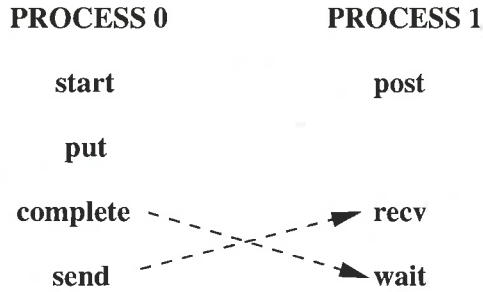 PROCESS 0 PROCESS 1
start post
put
complete recv
send wait